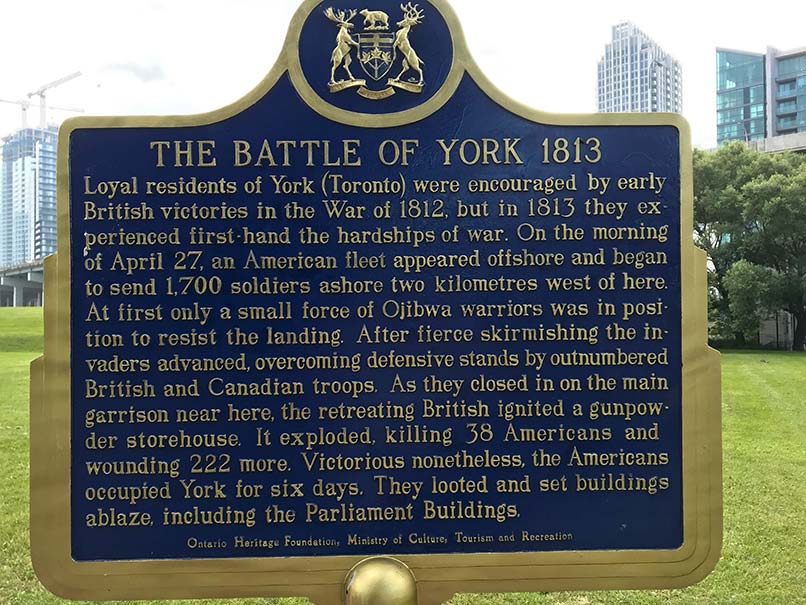 THE BATTLE OF YORK 1813
Loyal residents of York (Toronto) were encouraged by early
British victories in the War of 1812, but in 1813 they ex-
perienced first-hand the hardships of war. On the morning
of April 27, an American fleet appeared offshore and began
to send 1,700 soldiers ashore two kilometres west of here.
At first only a small force of Ojibwa warriors was in posi-
tion to resist the landing. After fierce skirmishing the in-
vaders advanced, overcoming defensive stands by outnumbered
British and Canadian troops. As they closed in on the main
garrison near here, the retreating British ignited a gunpow-
der storehouse. It exploded, killing 38 Americans and
wounding 222 more. Victorious nonetheless, the Americans
occupied York for six days. They looted and set buildings
ablaze, including the Parliament Buildings.
Ontario Heritage Foundation, Ministry of Culture, Tourism and Recreation